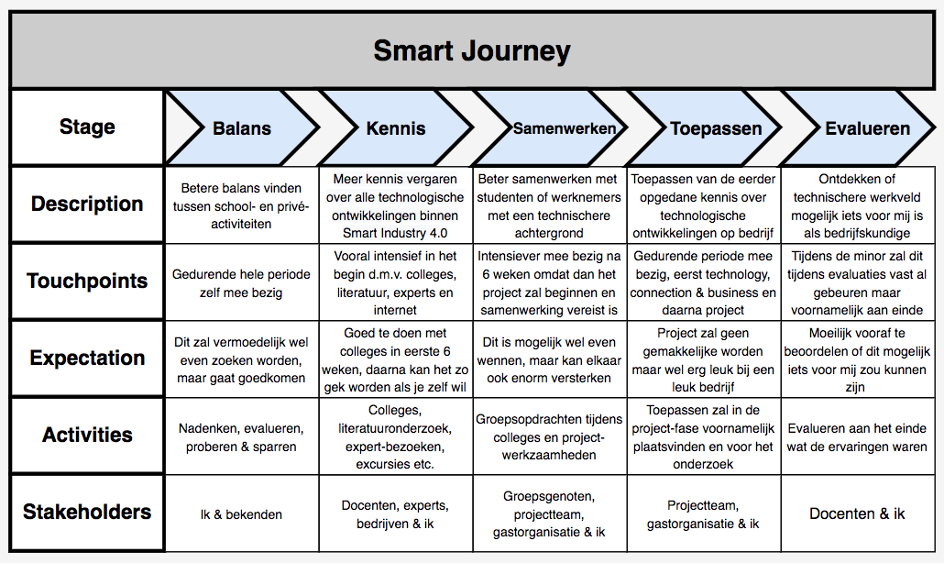 Smart Journey
Stage
Balans
Kennis
Samenwerken
Toepassen
Evalueren
Description
Betere balans vinden
tussen school- en privé-
activiteiten
Meer kennis vergaren
over alle technologische
ontwikkelingen binnen
Smart Industry 4.0
Beter samenwerken met
studenten of werknemers
met een technischere
achtergrond
Toepassen van de eerder
opgedane kennis over
technologische
ontwikkelingen op bedrijf
Ontdekken of
technischere werkveld
mogelijk iets voor mij is
als bedrijfskundige
Touchpoints
Gedurende hele periode
zelf mee bezig
Vooral intensief in het
begin d.m.v. colleges,
literatuur, experts en
internet
Intensiever mee bezig na
6 weken omdat dan het
project zal beginnen en
samenwerking vereist is
Gedurende periode mee
bezig, eerst technology,
connection & business en
daarna project
Tijdens de minor zal dit
tijdens evaluaties vast al
gebeuren maar
voornamelijk aan einde
Expectation
Dit zal vermoedelijk wel
even zoeken worden,
maar gaat goedkomen
Goed te doen met
colleges in eerste 6
weken, daarna kan het zo
gek worden als je zelf wil
Dit is mogelijk wel even
wennen, maar kan elkaar
ook enorm versterken
Project zal geen
gemakkelijke worden
maar wel erg leuk bij een
leuk bedrijf
Moeilijk vooraf te
beoordelen of dit mogelijk
iets voor mij zou kunnen
zijn
Activities
Nadenken, evalueren,
proberen & sparren
Colleges,
literatuuronderzoek,
expert-bezoeken,
excursies etc.
Groepsopdrachten tijdens
colleges en project-
werkzaamheden
Toepassen zal in de
project-fase voornamelijk
plaatsvinden en voor het
onderzoek
Evalueren aan het einde
wat de ervaringen waren
Stakeholders
Ik & bekenden
Docenten, experts,
bedrijven & ik
Groepsgenoten,
projectteam,
gastorganisatie & ik
Projectteam,
gastorganisatie & ik
Docenten & ik